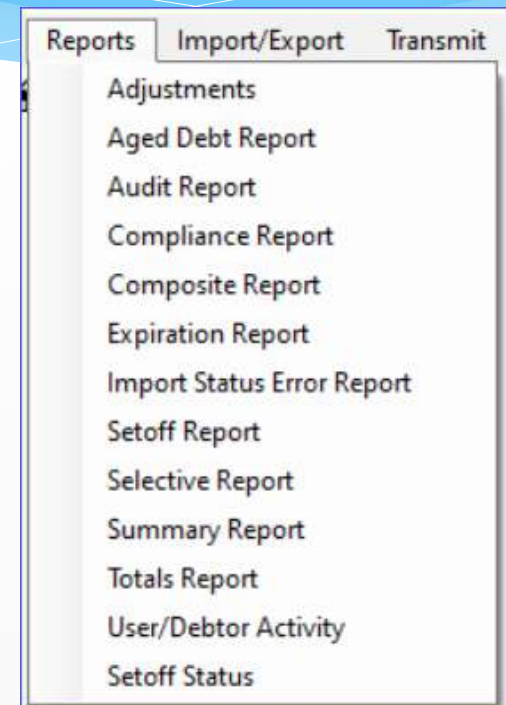 Reports Import/Export Transmit
Adjustments
Aged Debt Report
Audit Report
Compliance Report
Composite Report
Expiration Report
Import Status Error Report
Setoff Report
Selective Report
Summary Report
Totals Report
User/Debtor Activity
Setoff Status